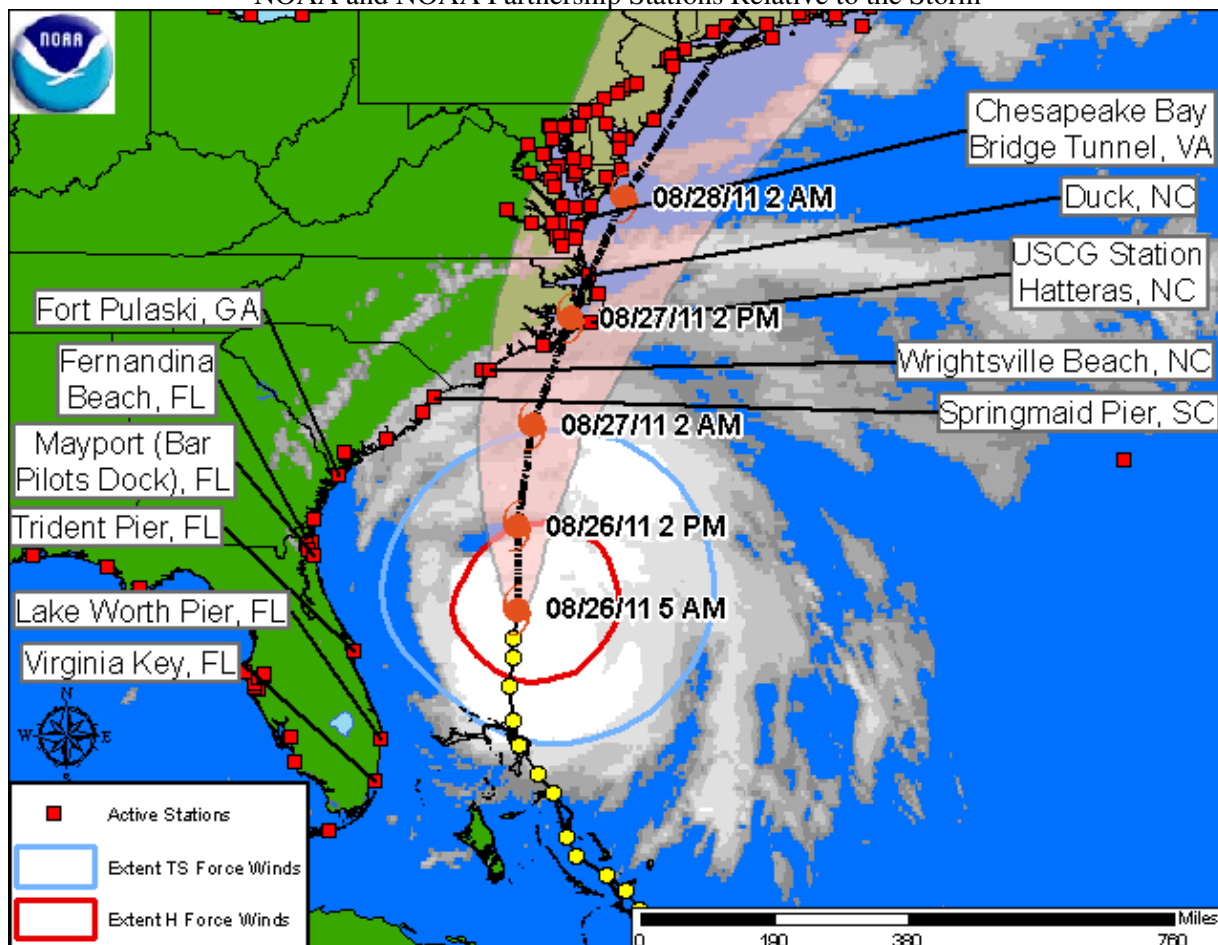 NOAA and NOAA Partnership Stations Relative to the Storm
NOAA
Chesapeake Bay
Bridge Tunnel, VA
08/28/11 2 AM
Duck, NC
USCG Station
Hatteras, NC
Fort Pulaski, GA
08/27/11 2 PM
Fernandina
Beach, FL
Wrightsville Beach, NC
Springmaid Pier, SC
08/27/11 2 AM
Mayport (Bar
Pilots Dock), FL
Trident Pier, FL
08/26/11 2 PM
Lake Worth Pier, FL
08/26/11 5 AM
Virginia Key, FL
N
W E
S
Active Stations
Extent TS Force Winds
Extent H Force Winds
Miles
0 190 380 760